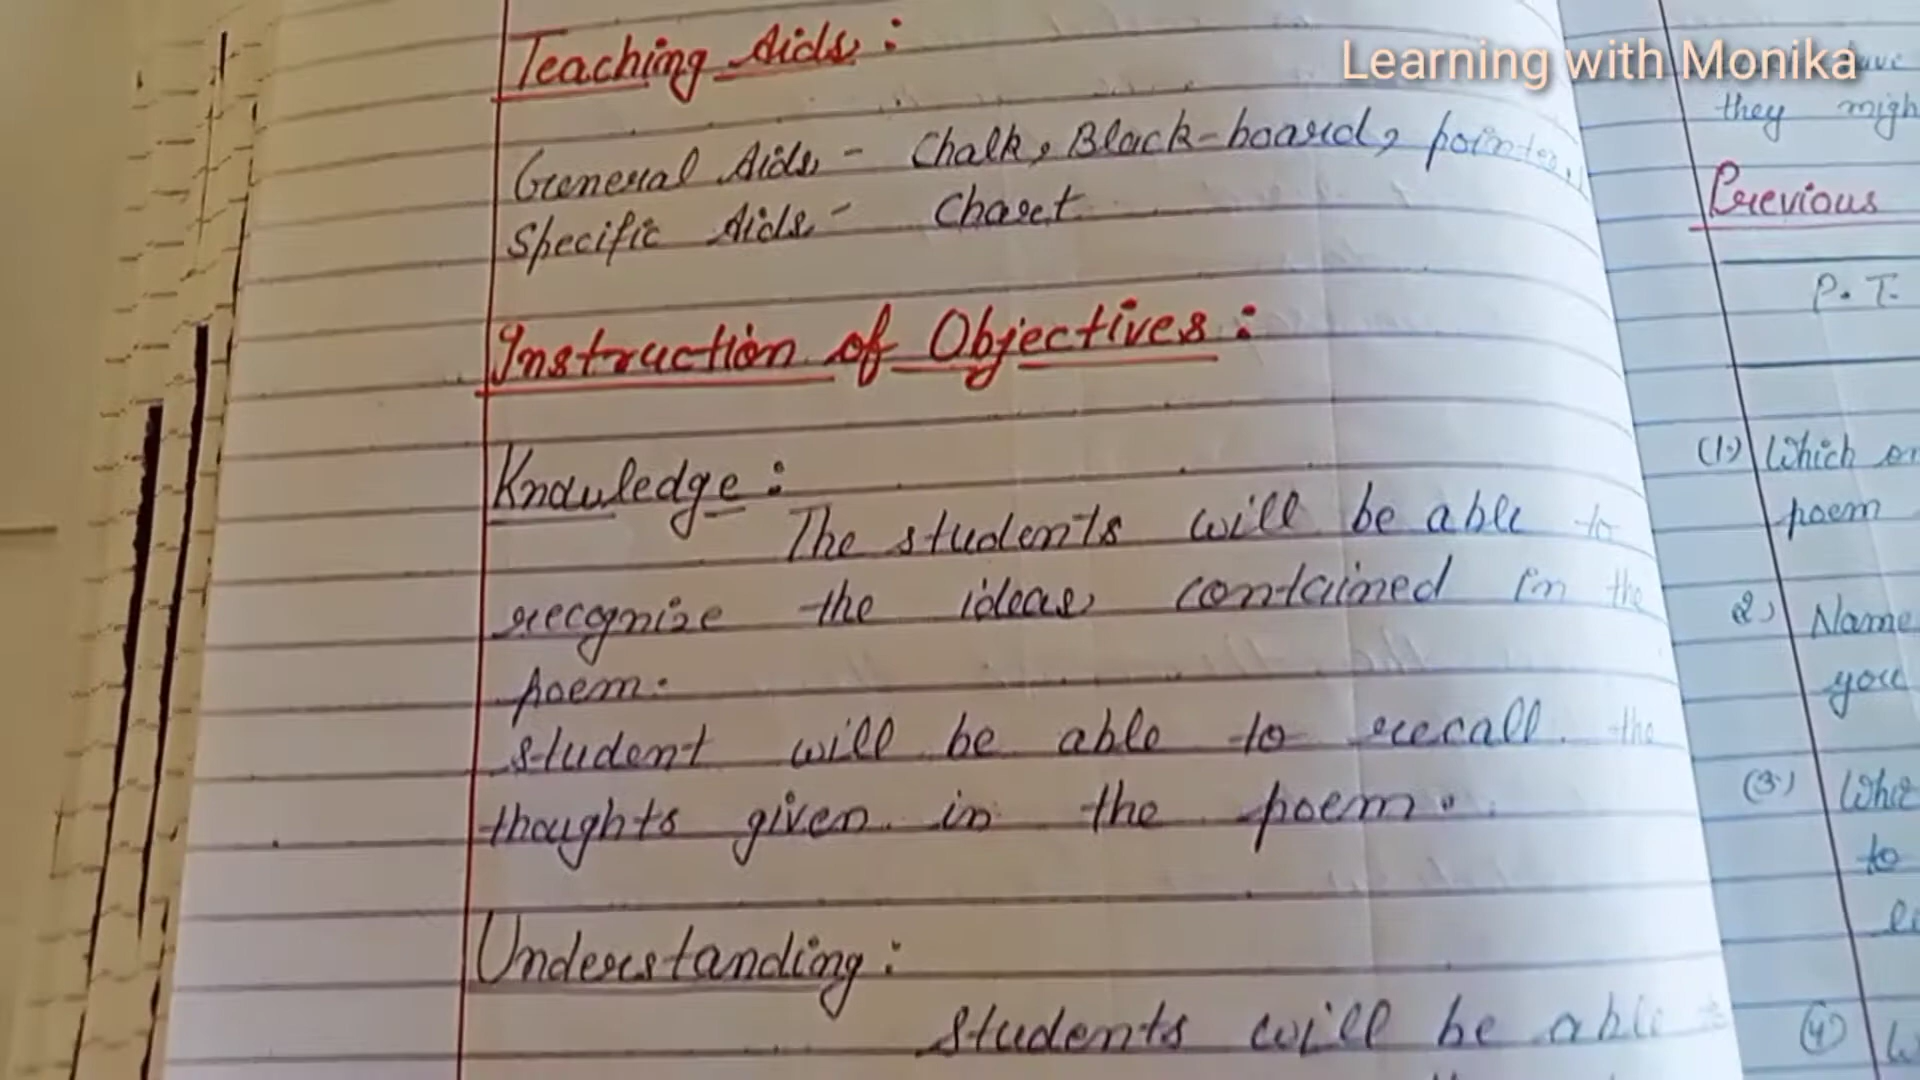 Learning with Monika
Teaching Aids :
General Aids - Chalk, Black-board, pointer,
Specific Aids - Chart
Instruction of Objectives :
Knowledge :
The students will be able to
recognize the ideas contained in the
poem.
student will be able to recall the
thoughts given in the poem.
Understanding :
Students will be able to
they migh
Previous
P. T.
(1.) Which
poem
2) Name
you
(3.)
to
(4)